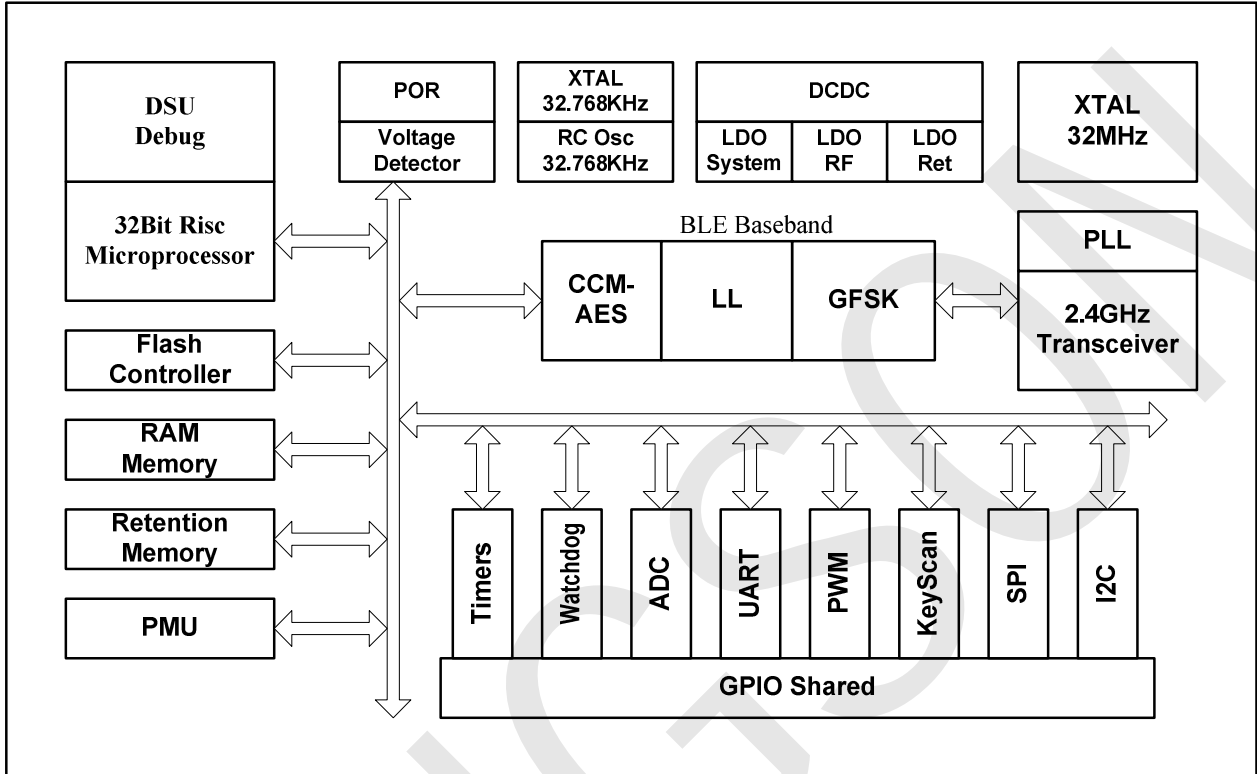 DSU
Debug
32Bit Risc
Microprocessor
Flash
Controller
RAM
Memory
Retention
Memory
PMU
POR
Voltage
Detector
XTAL
32.768KHz
RC Osc
32.768KHz
DCDC
LDO
System
LDO
RF
LDO
Ret
XTAL
32MHz
BLE Baseband
CCM-
AES
LL
GFSK
PLL
2.4GHz
Transceiver
Timers
Watchdog
ADC
UART
PWM
KeyScan
SPI
I2C
GPIO Shared